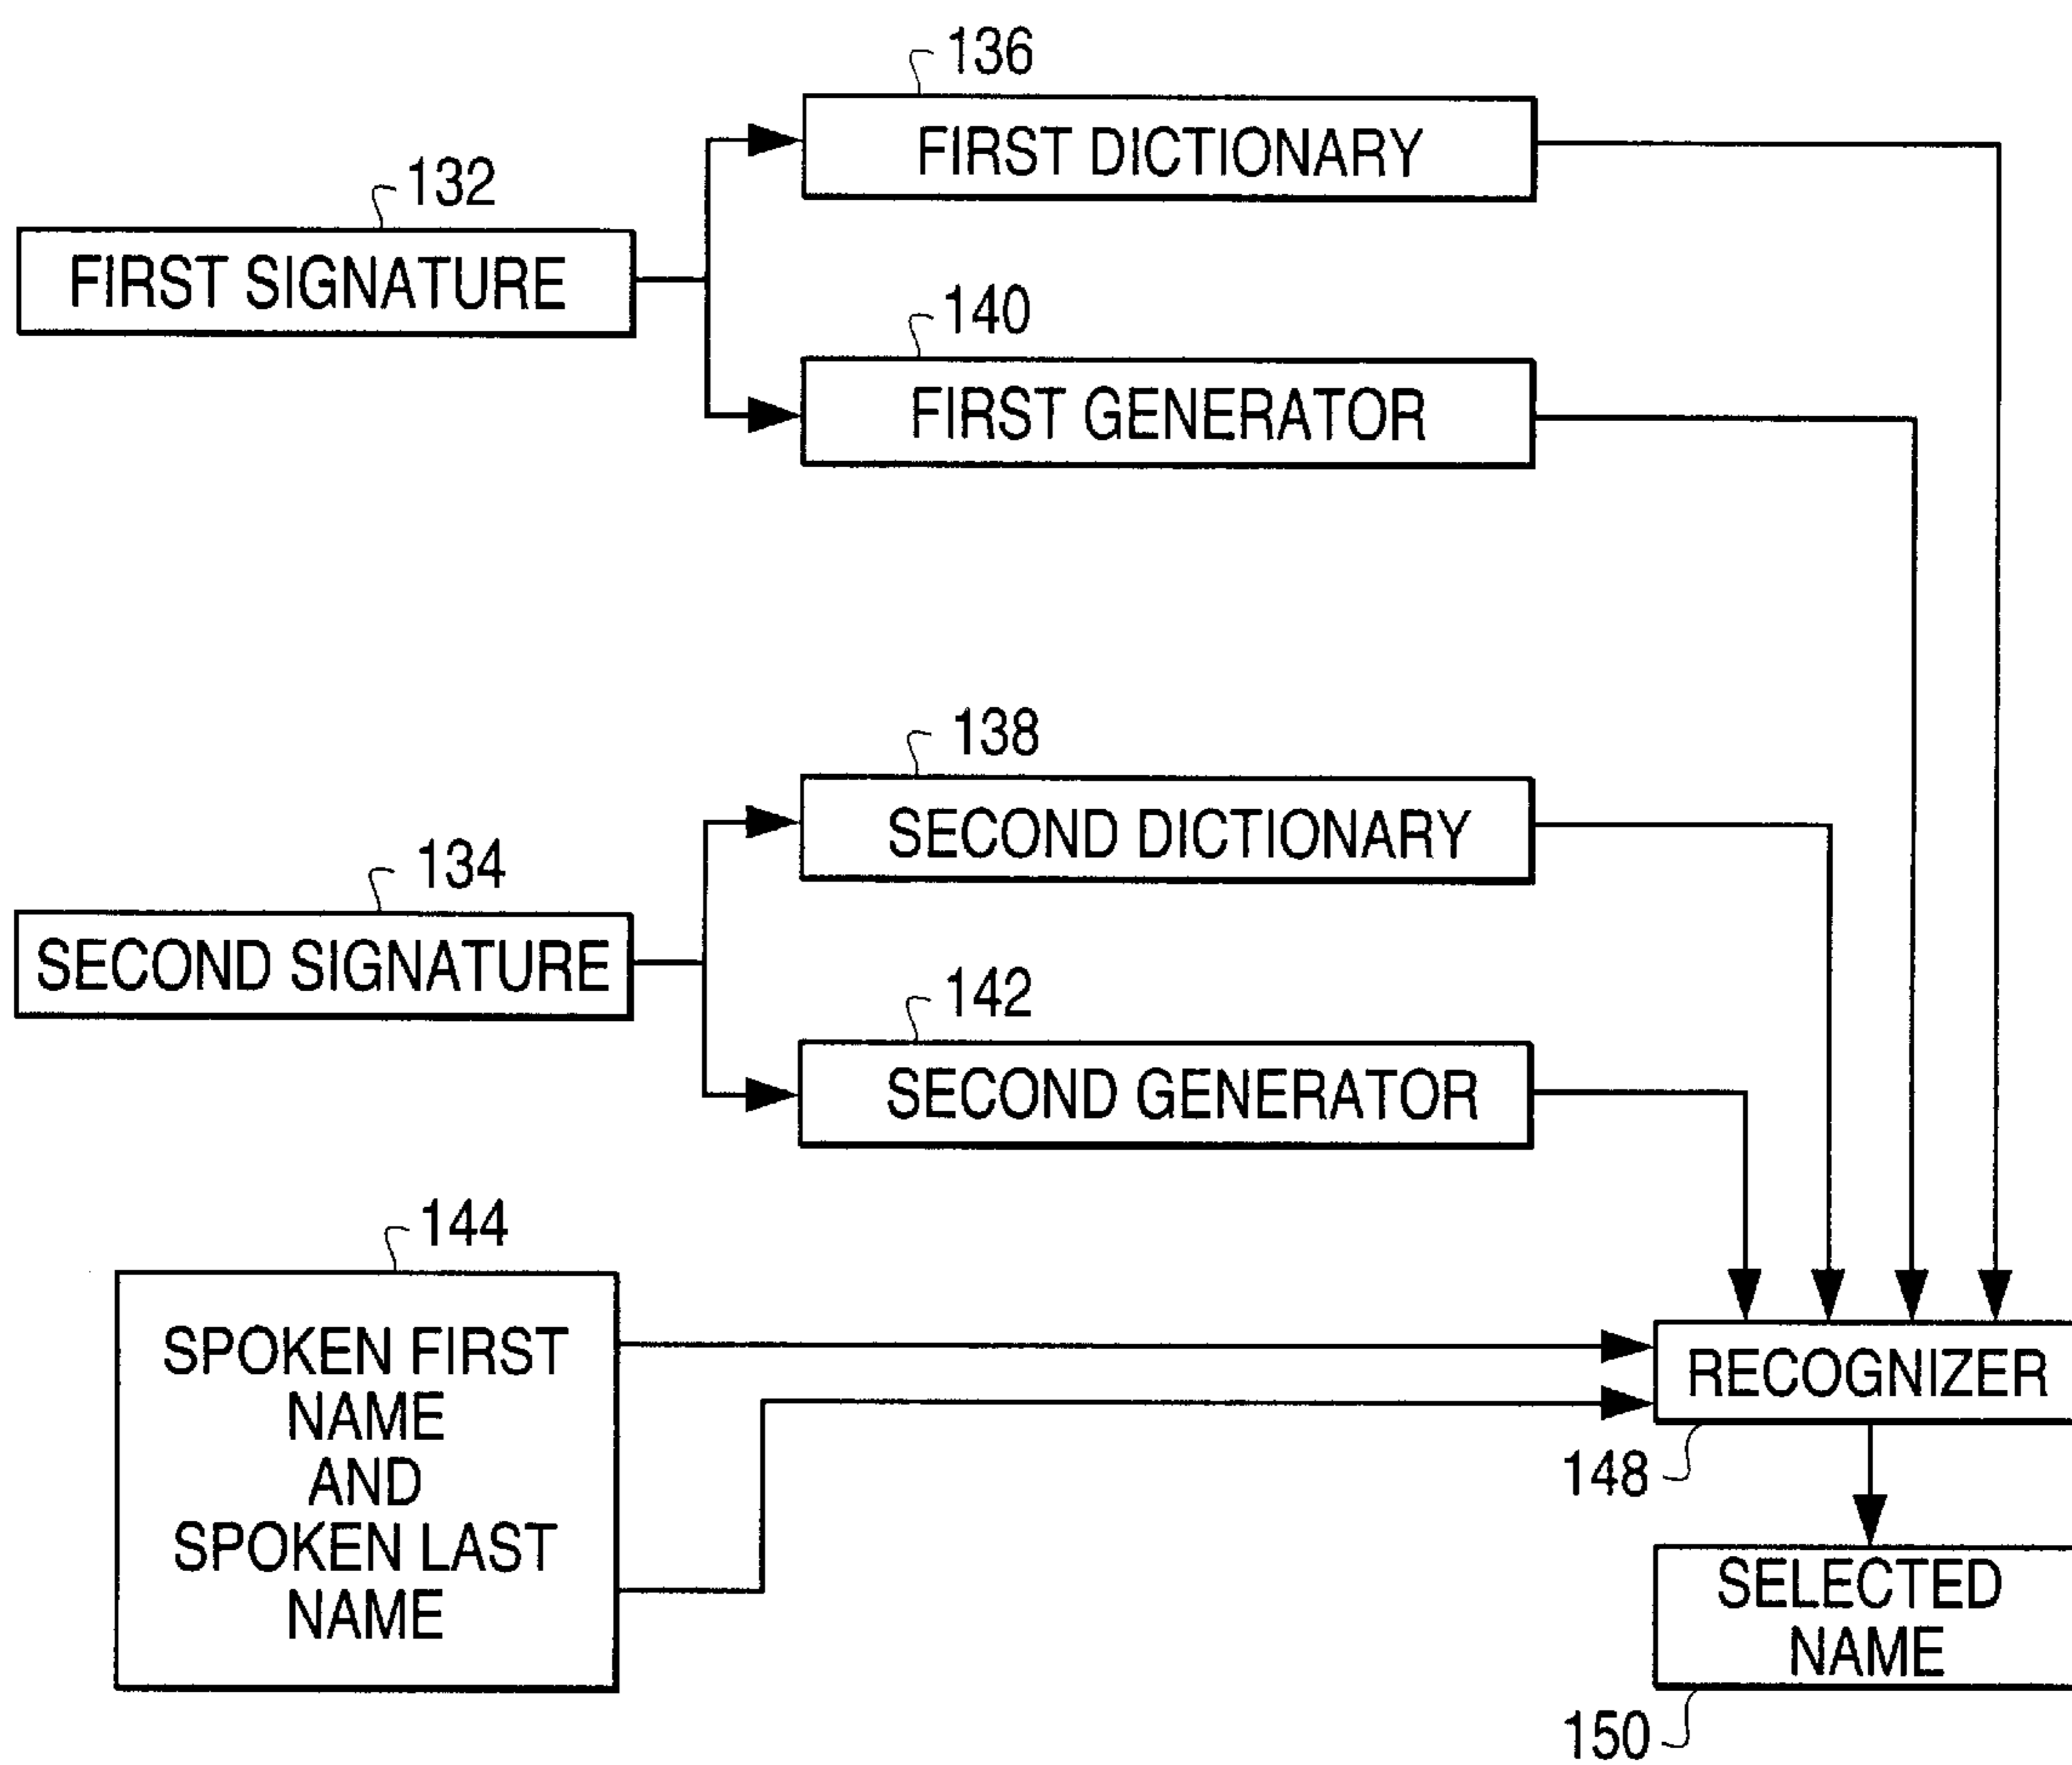 136
FIRST DICTIONARY
132
FIRST SIGNATURE
140
FIRST GENERATOR
138
SECOND DICTIONARY
134
SECOND SIGNATURE
142
SECOND GENERATOR
144
SPOKEN FIRST
NAME
AND
SPOKEN LAST
NAME
RECOGNIZER
148
SELECTED
NAME
150